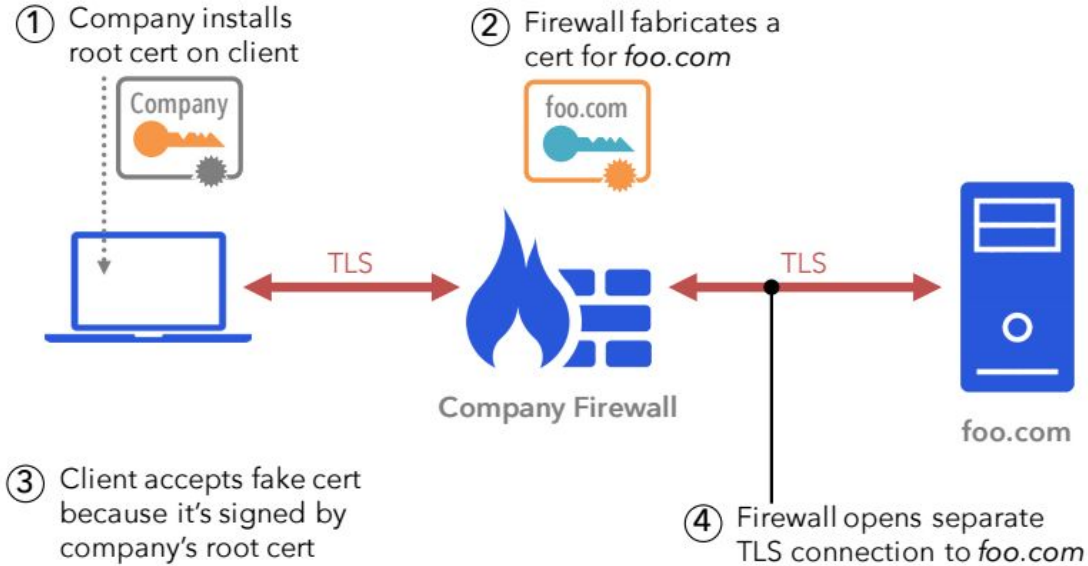 ① Company installs
root cert on client
② Firewall fabricates a
cert for foo.com
Company
foo.com
TLS
TLS
Company Firewall
foo.com
③ Client accepts fake cert
because it's signed by
company's root cert
④ Firewall opens separate
TLS connection to foo.com